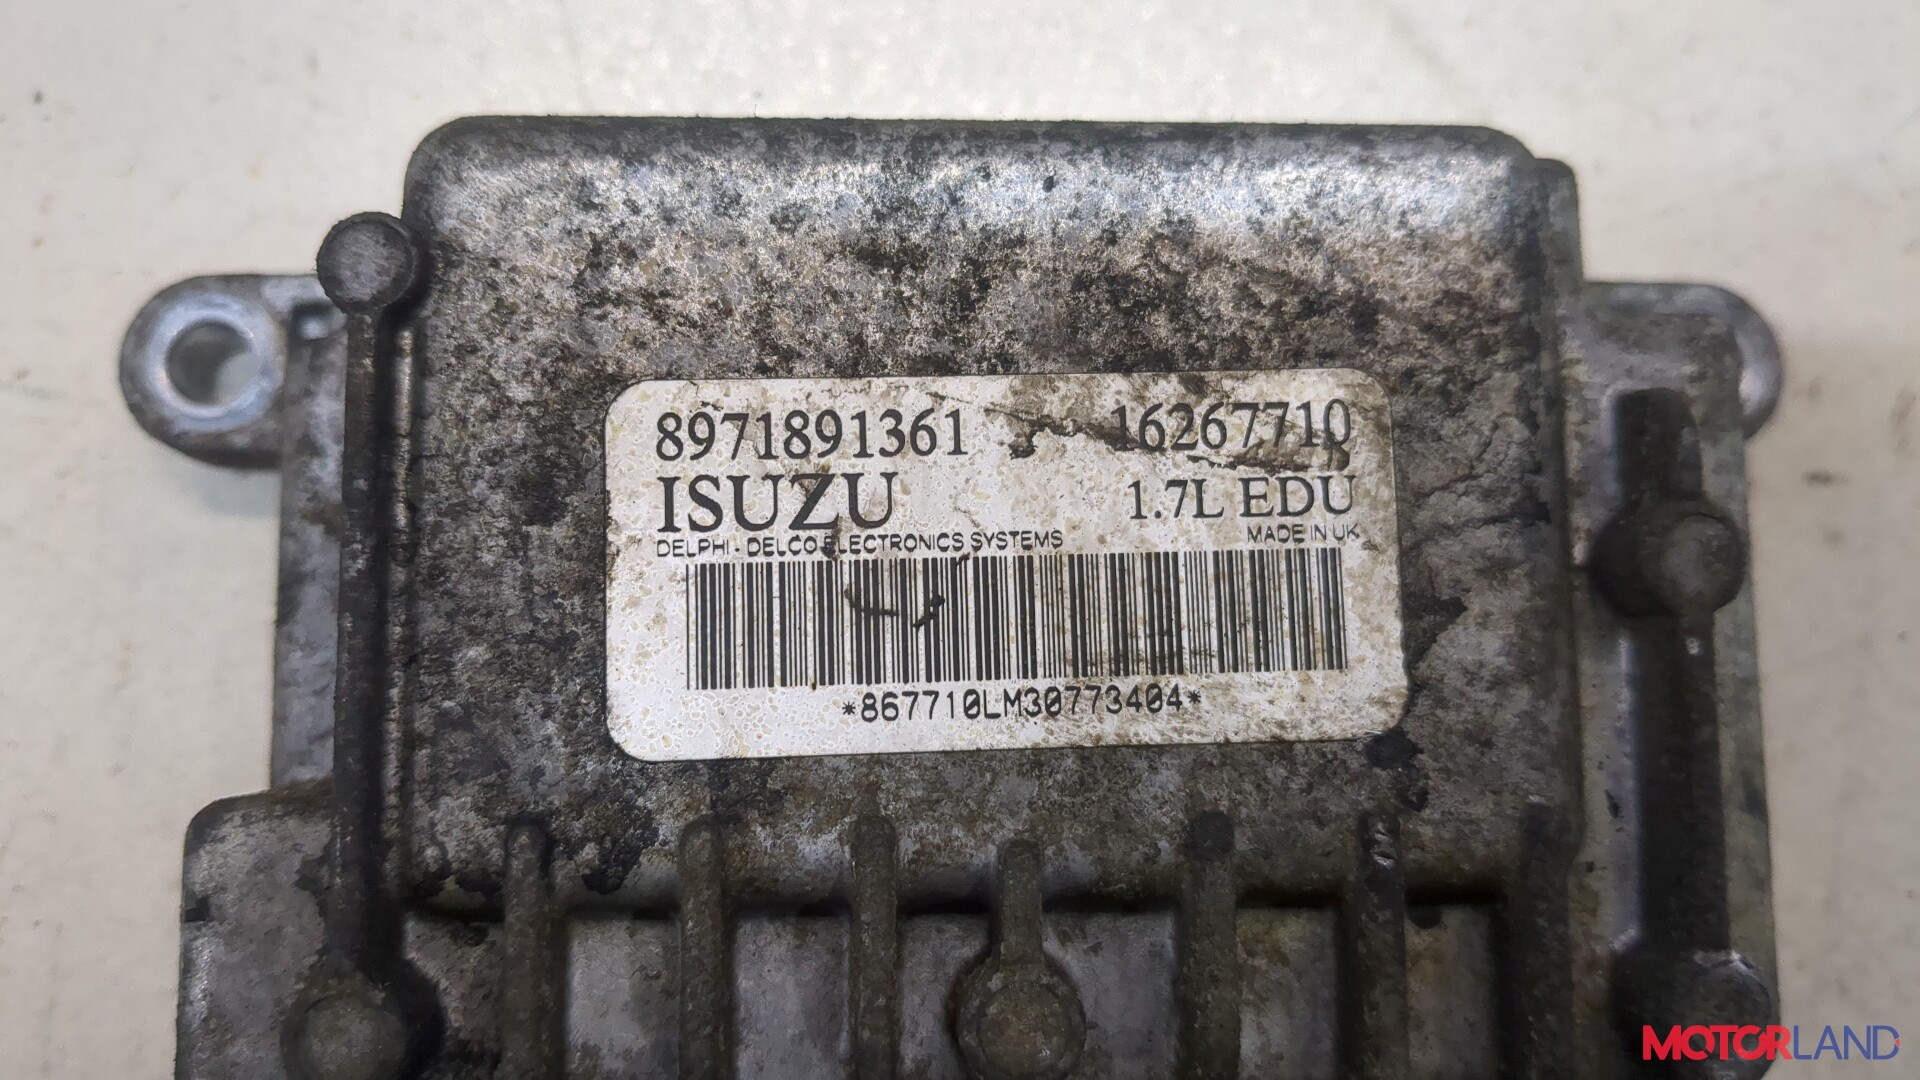 8971891361 16267710
ISUZU 1.7L EDU
DELPHI - DELCO ELECTRONICS SYSTEMS MADE IN UK
*867710LM30773404*
MOTORLAND